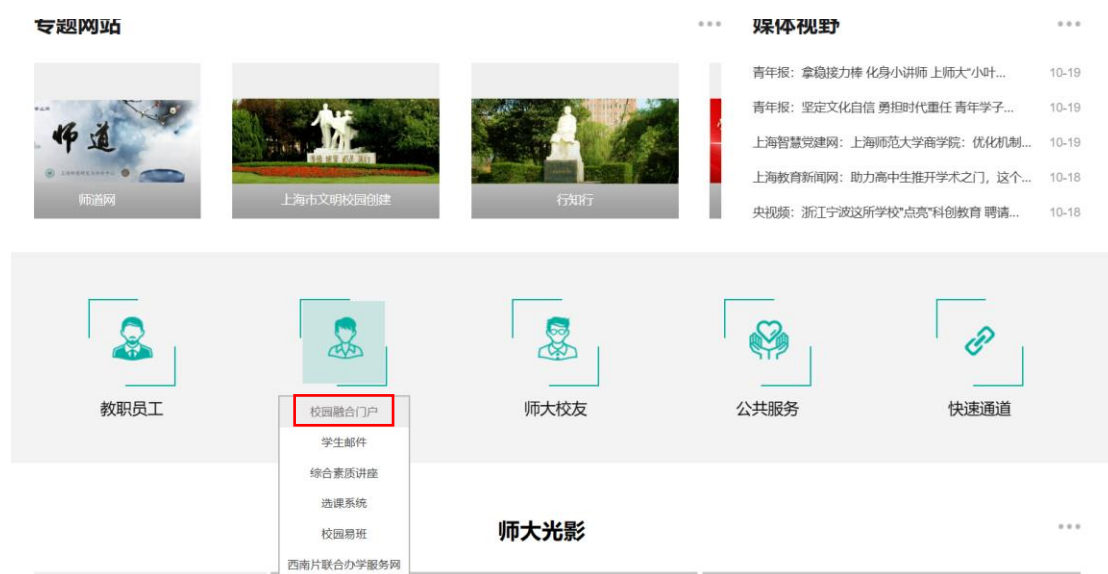 专题网站
师道
师道网
上海市文明校园创建
行知行
媒体视野
青年报：拿稳接力棒 化身小讲师 上师大“小叶... 10-19
青年报：坚定文化自信 勇担时代重任 青年学子... 10-19
上海智慧党建网：上海师范大学商学院：优化机制... 10-19
上海教育新闻网：助力高中生推开学术之门，这个... 10-18
央视频：浙江宁波这所学校"点亮"科创教育 聘请... 10-18
教职员工
师大校友
公共服务
快速通道
校园融合门户
学生邮件
综合素质讲座
选课系统
校园易班
西南片联合办学服务网
师大光影